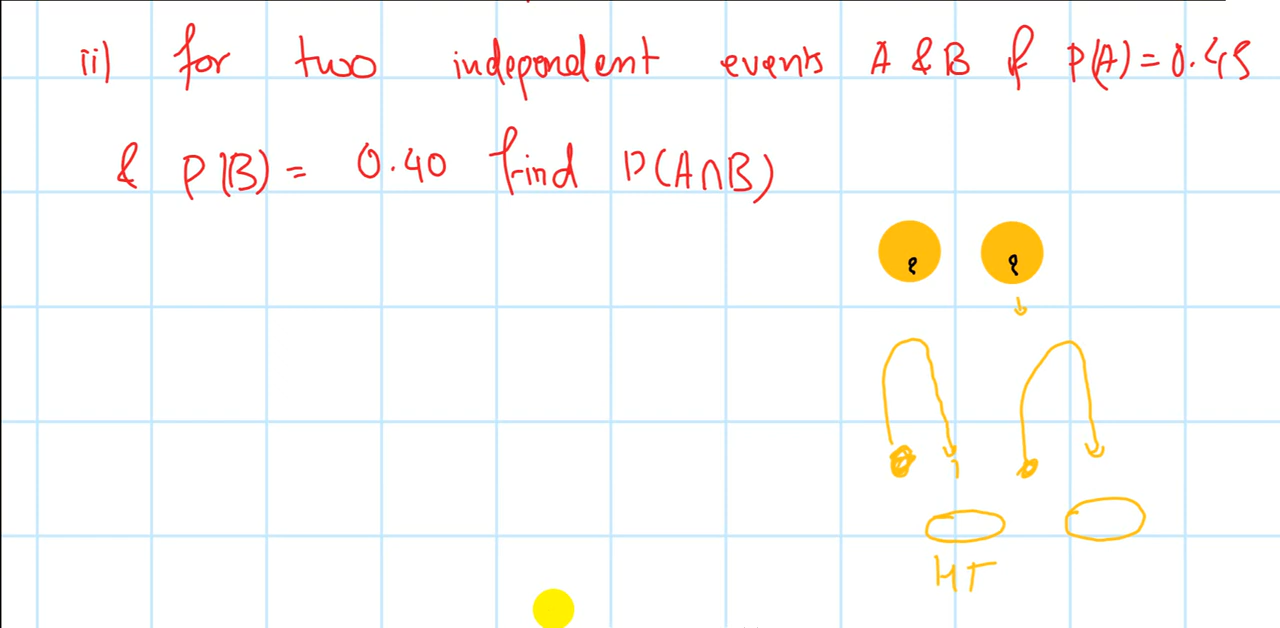 ii) for two independent events A & B if P(A) = 0.45
& P(B) = 0.40 find P(A∩B)
HT